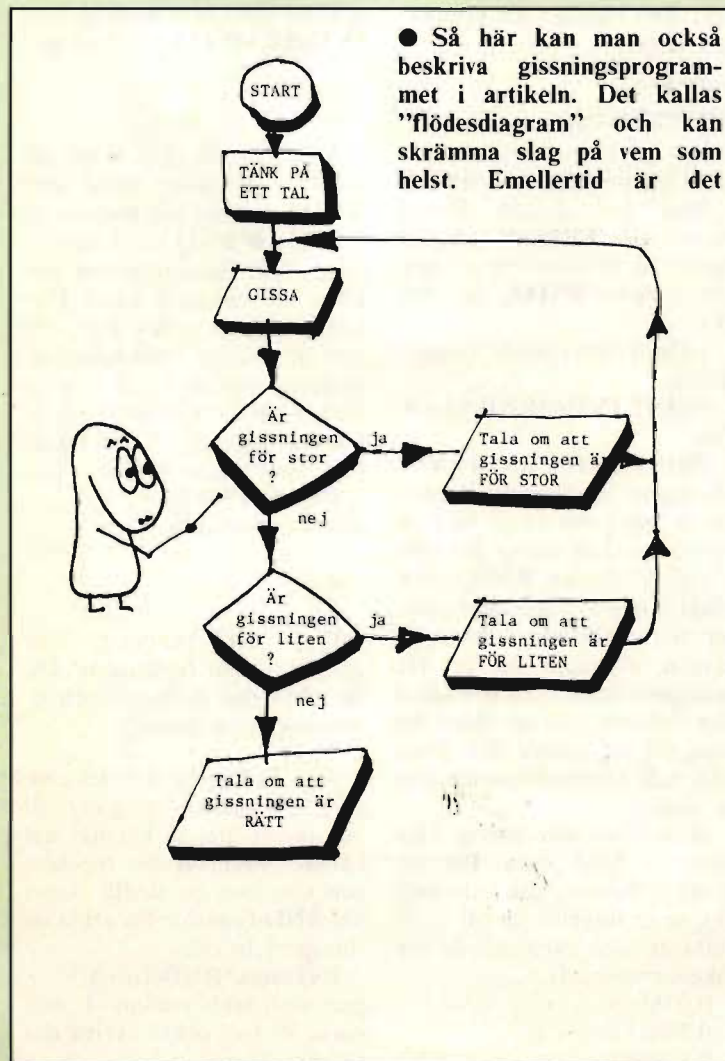 ● Så här kan man också
beskriva gissningsprogram-
met i artikeln. Det kallas
”flödesdiagram” och kan
skrämma slag på vem som
helst. Emellertid är det
START
TÄNK PÅ
ETT TAL
GISSA
Är
gissningen
för stor
?
ja
Tala om att
gissningen är
FÖR STOR
nej
Är
gissningen
för liten
?
ja
Tala om att
gissningen är
FÖR LITEN
nej
Tala om att
gissningen är
RÄTT